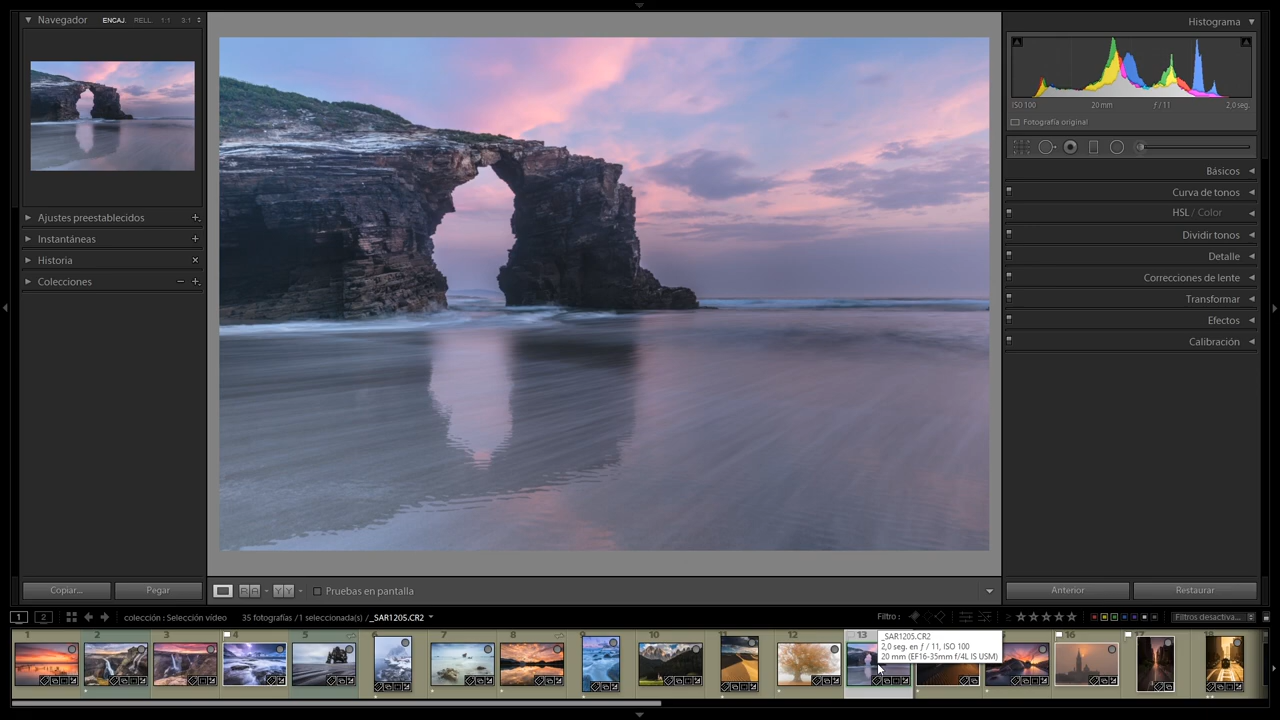 Navegador ENCAJ. RELL 1:1 3:1
Ajustes preestablecidos
Instantáneas
Historia
Colecciones
Copiar... Pegar
Histograma
ISO 100 20 mm ƒ / 11 2,0 seg.
Fotografía original
Básicos
Curva de tonos
HSL / Color
Dividir tonos
Detalle
Correcciones de lente
Transformar
Efectos
Calibración
Anterior Restaurar
R A Y Y Pruebas en pantalla
1 2 colección : Selección vídeo 35 fotografías / 1 seleccionada(s) / _SAR1205.CR2 Filtro : Filtros desactiva...
1 2 3 4 5 6 7 8 9 10 11 12 13 16 17
_SAR1205.CR2
2,0 seg. en ƒ / 11, ISO 100
20 mm (EF16-35mm f/4L IS USM)